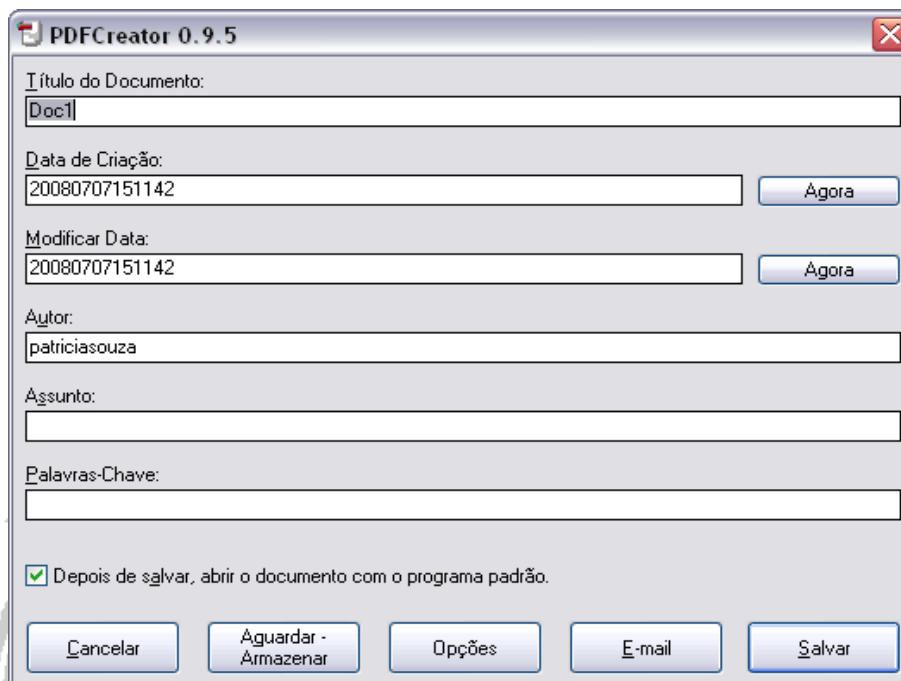 PDFCreator 0.9.5
Título do Documento:
Doc1
Data de Criação:
20080707151142
Agora
Modificar Data:
20080707151142
Agora
Autor:
patriciasouza
Assunto:
Palavras-Chave:
Depois de salvar, abrir o documento com o programa padrão.
Cancelar
Aguardar -
Armazenar
Opções
E-mail
Salvar